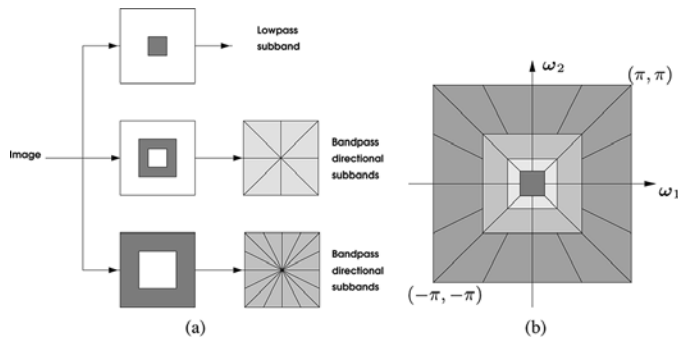 Lowpass
subband
Image
Bandpass
directional
subbands
Bandpass
directional
subbands
(a)
ω₂
(π, π)
ω₁
(−π, −π)
(b)